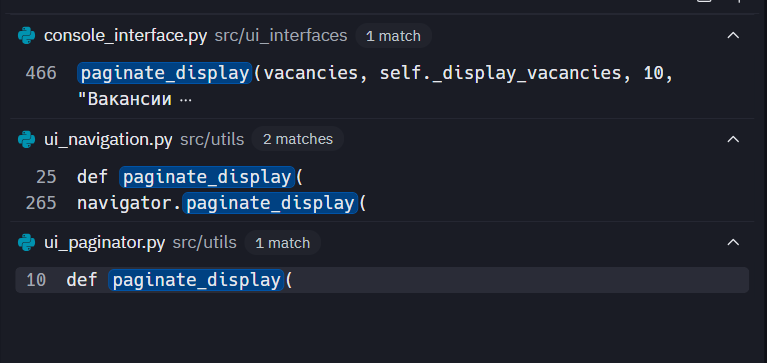 console_interface.py src/ui_interfaces 1 match
466 paginate_display(vacancies, self._display_vacancies, 10,
"Вакансии ...
ui_navigation.py src/utils 2 matches
25 def paginate_display(
265 navigator.paginate_display(
ui_paginator.py src/utils 1 match
10 def paginate_display(